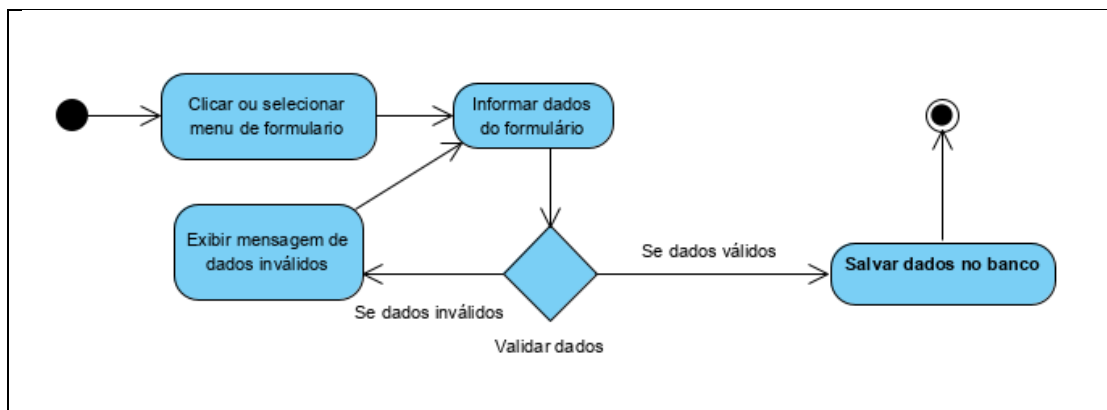 Clicar ou selecionar
menu de formulario
Informar dados
do formulário
Exibir mensagem de
dados inválidos
Se dados válidos
Salvar dados no banco
Se dados inválidos
Validar dados